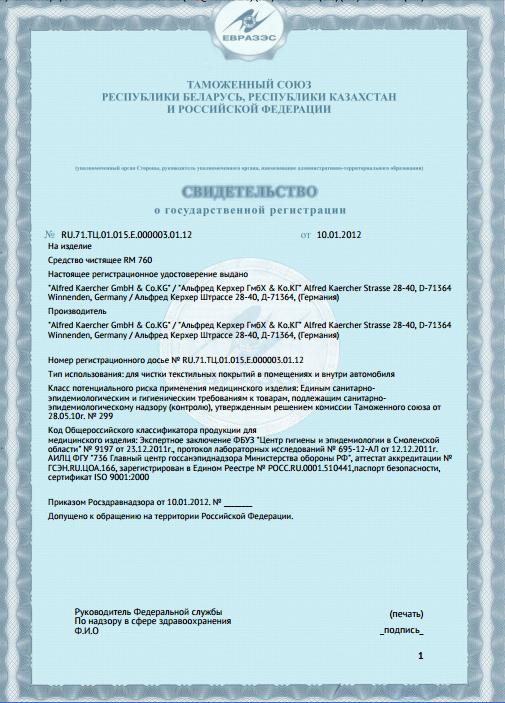 ЕВРАЗЭС
ТАМОЖЕННЫЙ СОЮЗ
РЕСПУБЛИКИ БЕЛАРУСЬ, РЕСПУБЛИКИ КАЗАХСТАН
И РОССИЙСКОЙ ФЕДЕРАЦИИ
(уполномоченный орган Стороны, руководитель уполномоченного органа, наименование административно-территориального образования)
СВИДЕТЕЛЬСТВО
о государственной регистрации
№ RU.71.ТЦ.01.015.Е.000003.01.12 от 10.01.2012
На изделие
Средство чистящее RM 760
Настоящее регистрационное удостоверение выдано
"Alfred Kaercher GmbH & Co.KG" / "Альфред Керхер ГмбХ & Ко.КГ" Alfred Kaercher Strasse 28-40, D-71364
Winnenden, Germany / Альфред Керхер Штрассе 28-40, Д-71364, (Германия)
Производитель
"Alfred Kaercher GmbH & Co.KG" / "Альфред Керхер ГмбХ & Ко.КГ" Alfred Kaercher Strasse 28-40, D-71364
Winnenden, Germany / Альфред Керхер Штрассе 28-40, Д-71364, (Германия)
Номер регистрационного досье № RU.71.ТЦ.01.015.Е.000003.01.12
Тип использования: для чистки текстильных покрытий в помещениях и внутри автомобиля
Класс потенциального риска применения медицинского изделия: Единым санитарно-
эпидемиологическим и гигиеническим требованиям к товарам, подлежащим санитарно-
эпидемиологическому надзору (контролю), утвержденным решением комиссии Таможенного союза от
28.05.10г. № 299
Код Общероссийского классификатора продукции для
медицинского изделия: Экспертное заключение ФБУЗ "Центр гигиены и эпидемиологии в Смоленской
области" № 9197 от 23.12.2011г., протокол лабораторных исследований № 695-12-АЛ от 12.12.2011г.
АИЛЦ ФГУ "736 Главный центр госсанэпиднадзора Министерства обороны РФ", аттестат аккредитации №
ГСЭН.RU.ЦОА.166, зарегистрирован в Едином Реестре № РОСС.RU.0001.510441,паспорт безопасности,
сертификат ISO 9001:2000
Приказом Росздравнадзора от 10.01.2012. № _______
Допущено к обращению на территории Российской Федерации.
Руководитель Федеральной службы
По надзору в сфере здравоохранения (печать)
Ф.И.О _подпись_
1